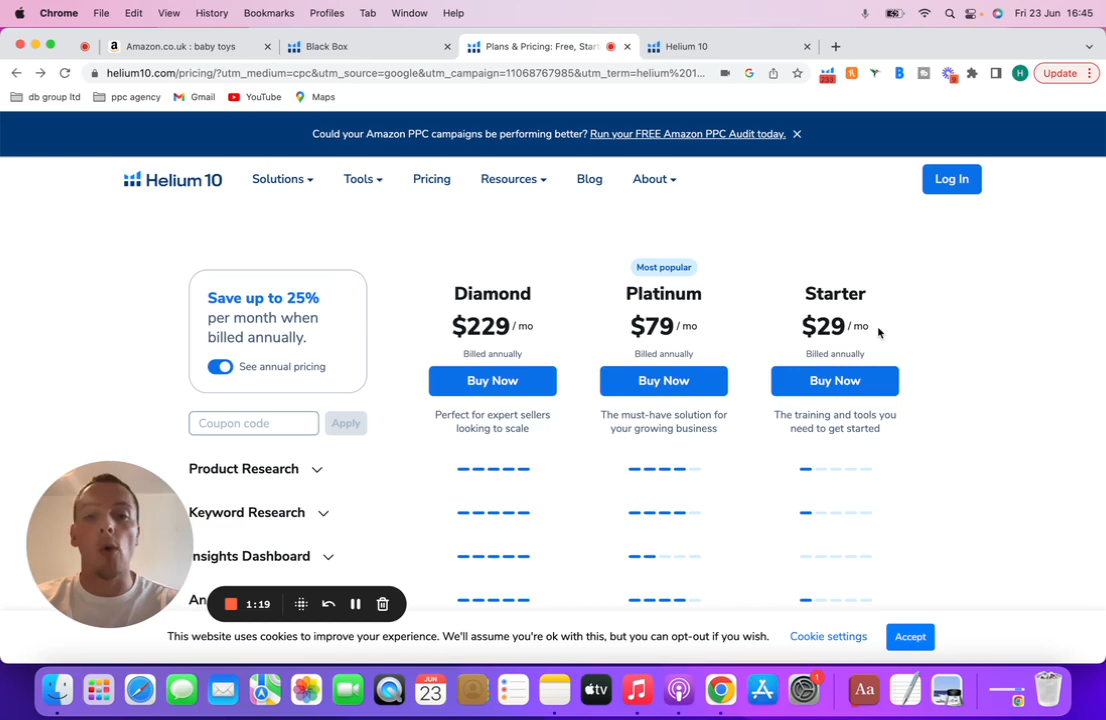 Chrome File Edit View History Bookmarks Profiles Tab Window Help Fri 23 Jun 16:45
Amazon.co.uk : baby toys Black Box Plans & Pricing: Free, Star Helium 10
helium10.com/pricing/?utm_medium=cpc&utm_source=google&utm_campaign=11068767985&utm_term=helium%201... 233 9 H Update
db group ltd ppc agency Gmail YouTube Maps
Could your Amazon PPC campaigns be performing better? Run your FREE Amazon PPC Audit today.
Helium 10 Solutions Tools Pricing Resources Blog About Log In
Most popular
Save up to 25%
per month when
billed annually.
See annual pricing
Coupon code Apply
Diamond
$229 / mo
Billed annually
Buy Now
Perfect for expert sellers
looking to scale
Platinum
$79 / mo
Billed annually
Buy Now
The must-have solution for
your growing business
Starter
$29 / mo
Billed annually
Buy Now
The training and tools you
need to get started
Product Research
Keyword Research
nsights Dashboard
An
1:19
This website uses cookies to improve your experience. We'll assume you're ok with this, but you can opt-out if you wish. Cookie settings Accept
JUN
23
tv
1
Aa